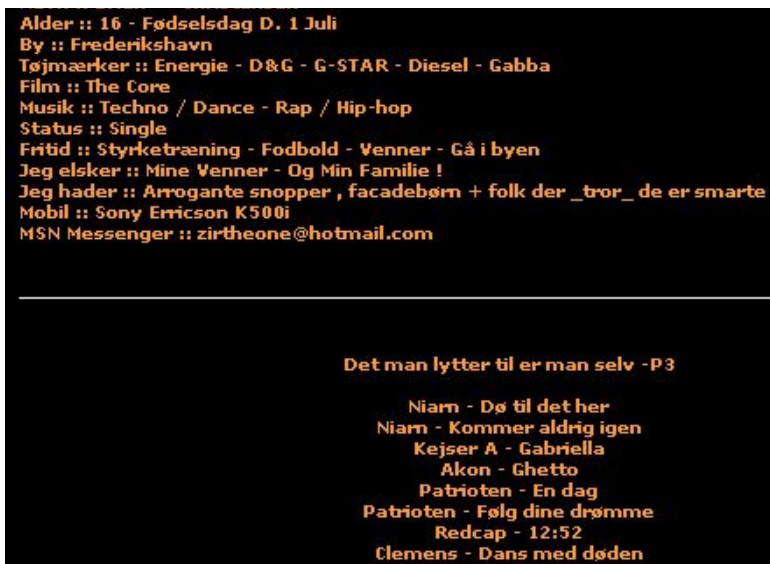 Alder :: 16 - Fødselsdag D. 1 Juli
By :: Frederikshavn
Tøjmærker :: Energie - D&G - G-STAR - Diesel - Gabba
Film :: The Core
Musik :: Techno / Dance - Rap / Hip-hop
Status :: Single
Fritid :: Styrketræning - Fodbold - Venner - Gå i byen
Jeg elsker :: Mine Venner - Og Min Familie !
Jeg hader :: Arrogante snopper , facadebørn + folk der _tror_ de er smarte
Mobil :: Sony Erricson K500i
MSN Messenger :: zirtheone@hotmail.com
Det man lytter til er man selv -P3
Niarn - Dø til det her
Niarn - Kommer aldrig igen
Kejser A - Gabriella
Akon - Ghetto
Patrioten - En dag
Patrioten - Følg dine drømme
Redcap - 12:52
Clemens - Dans med døden